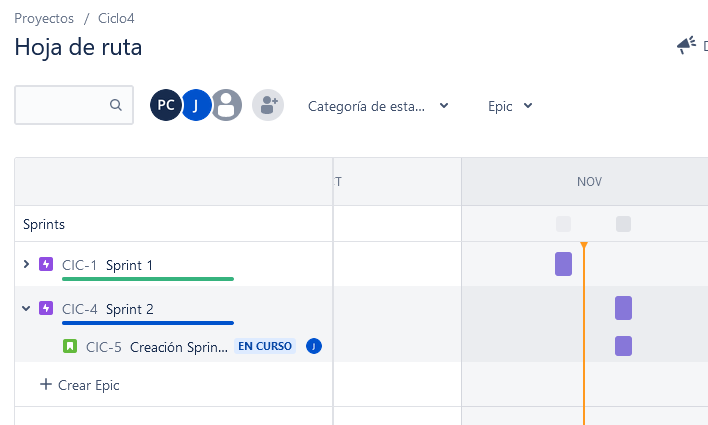 Proyectos / Ciclo4
Hoja de ruta
D
PC J Categoría de esta... Epic
T NOV
Sprints
CIC-1 Sprint 1
CIC-4 Sprint 2
CIC-5 Creación Sprin... EN CURSO J
+ Crear Epic